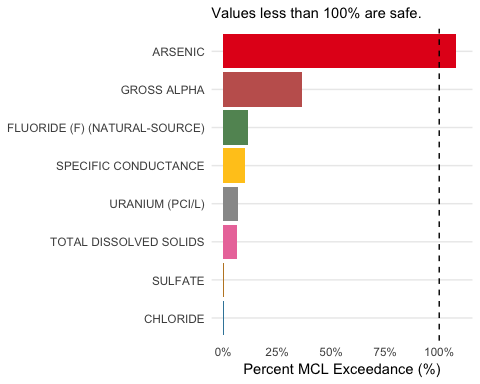 Values less than 100% are safe.
ARSENIC
GROSS ALPHA
FLUORIDE (F) (NATURAL-SOURCE)
SPECIFIC CONDUCTANCE
URANIUM (PCI/L)
TOTAL DISSOLVED SOLIDS
SULFATE
CHLORIDE
0% 25% 50% 75% 100%
Percent MCL Exceedance (%)